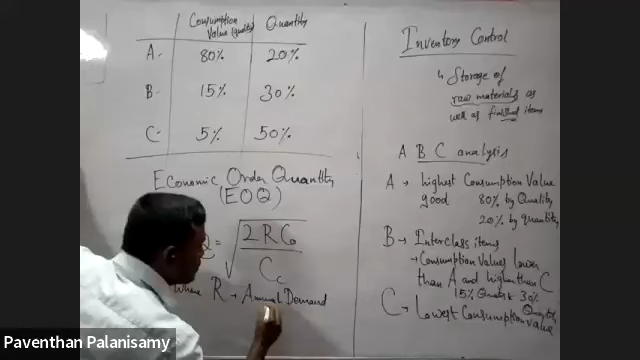 Consumption Quantity
Value (quality)
A - 80% 20%
B - 15% 30%
C - 5% 50%
Economic Order Quantity
(EOQ)
Q = √ 2 R C₀
C꜀
Where R → Annual Demand
Inventory Control
↳ Storage of
raw materials as
well as finished items
A B C analysis
A → highest Consumption Value
good 80% by Quality
20% by quantity
B → Interclass items
→ Consumption Values lower
than A and higher than C
15% Quality 30%
Quantity
C → Lowest Consumption Value
Paventhan Palanisamy